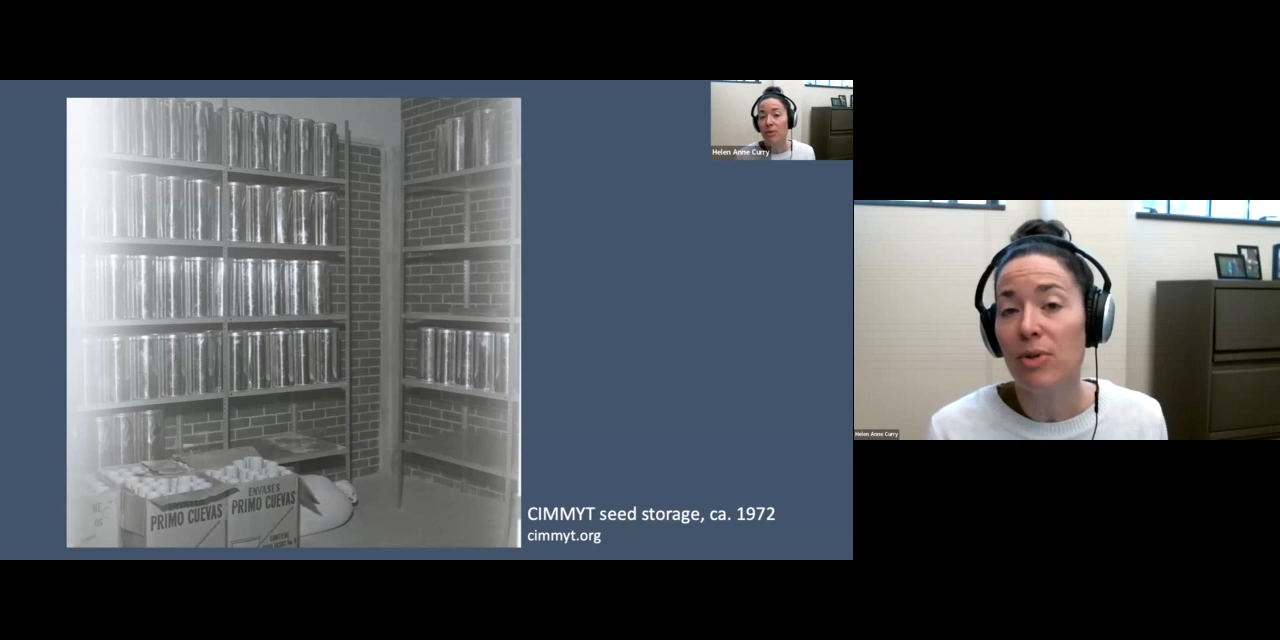 Helen Anne Curry
ENVASES
PRIMO CUEVAS
PRIMO CUEVAS
CIMMYT seed storage, ca. 1972
cimmyt.org
Helen Anne Curry